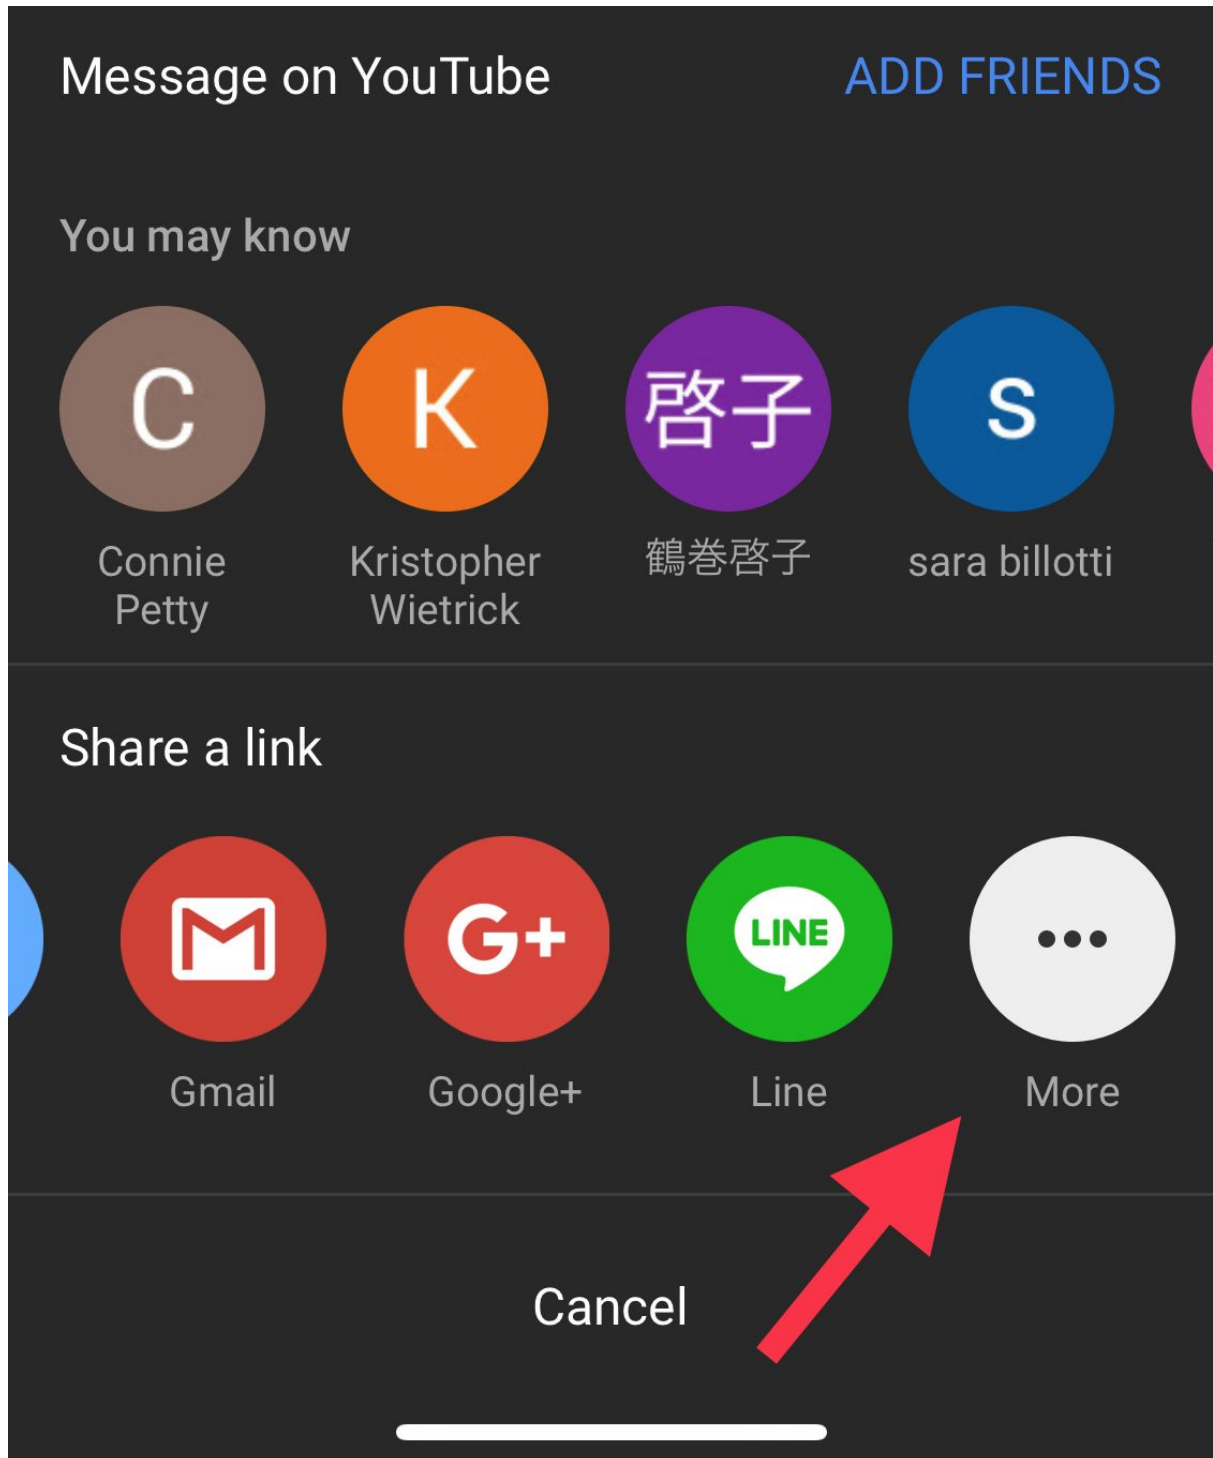 Message on YouTube ADD FRIENDS
You may know
C K 啓子 s
Connie Petty
Kristopher Wietrick
鶴巻啓子
sara billotti
Share a link
G+ LINE
Gmail Google+ Line More
Cancel